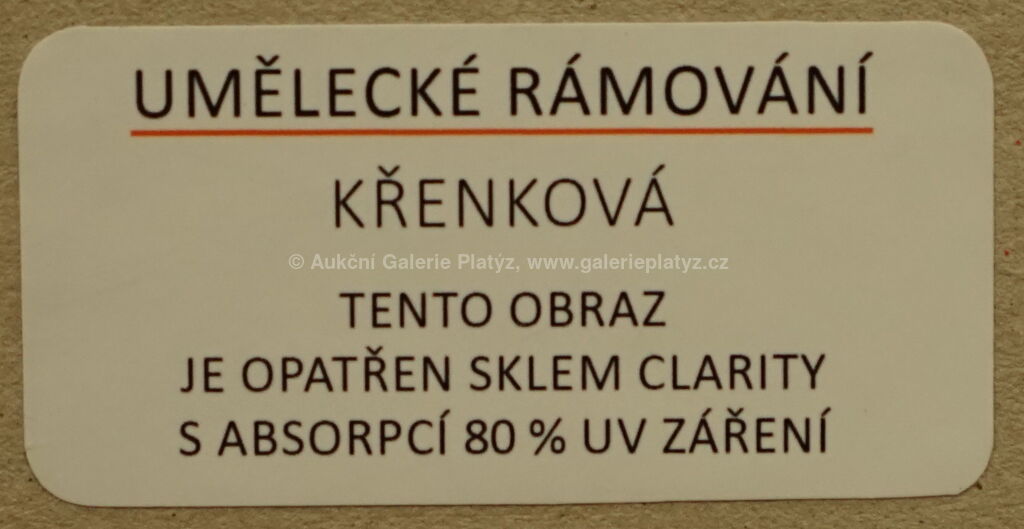 UMĚLECKÉ RÁMOVÁNÍ
KŘENKOVÁ
© Aukční Galerie Platýz, www.galerieplatyz.cz
TENTO OBRAZ
JE OPATŘEN SKLEM CLARITY
S ABSORPCÍ 80 % UV ZÁŘENÍ